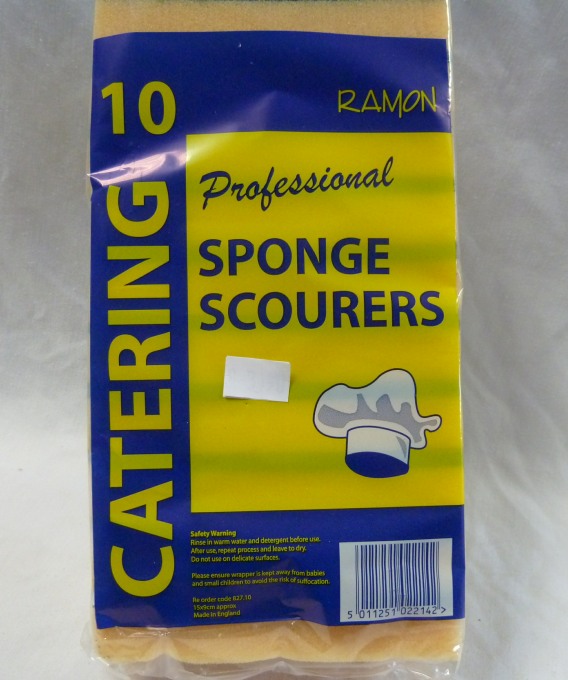 10
RAMON
CATERING
Professional
SPONGE
SCOURERS
Safety Warning
Rinse in warm water and detergent before use.
After use, repeat process and leave to dry.
Do not use on delicate surfaces.
Please ensure wrapper is kept away from babies
and small children to avoid the risk of suffocation.
Re order code 827.10
15x9cm approx
Made in England
5 011251 022142 >